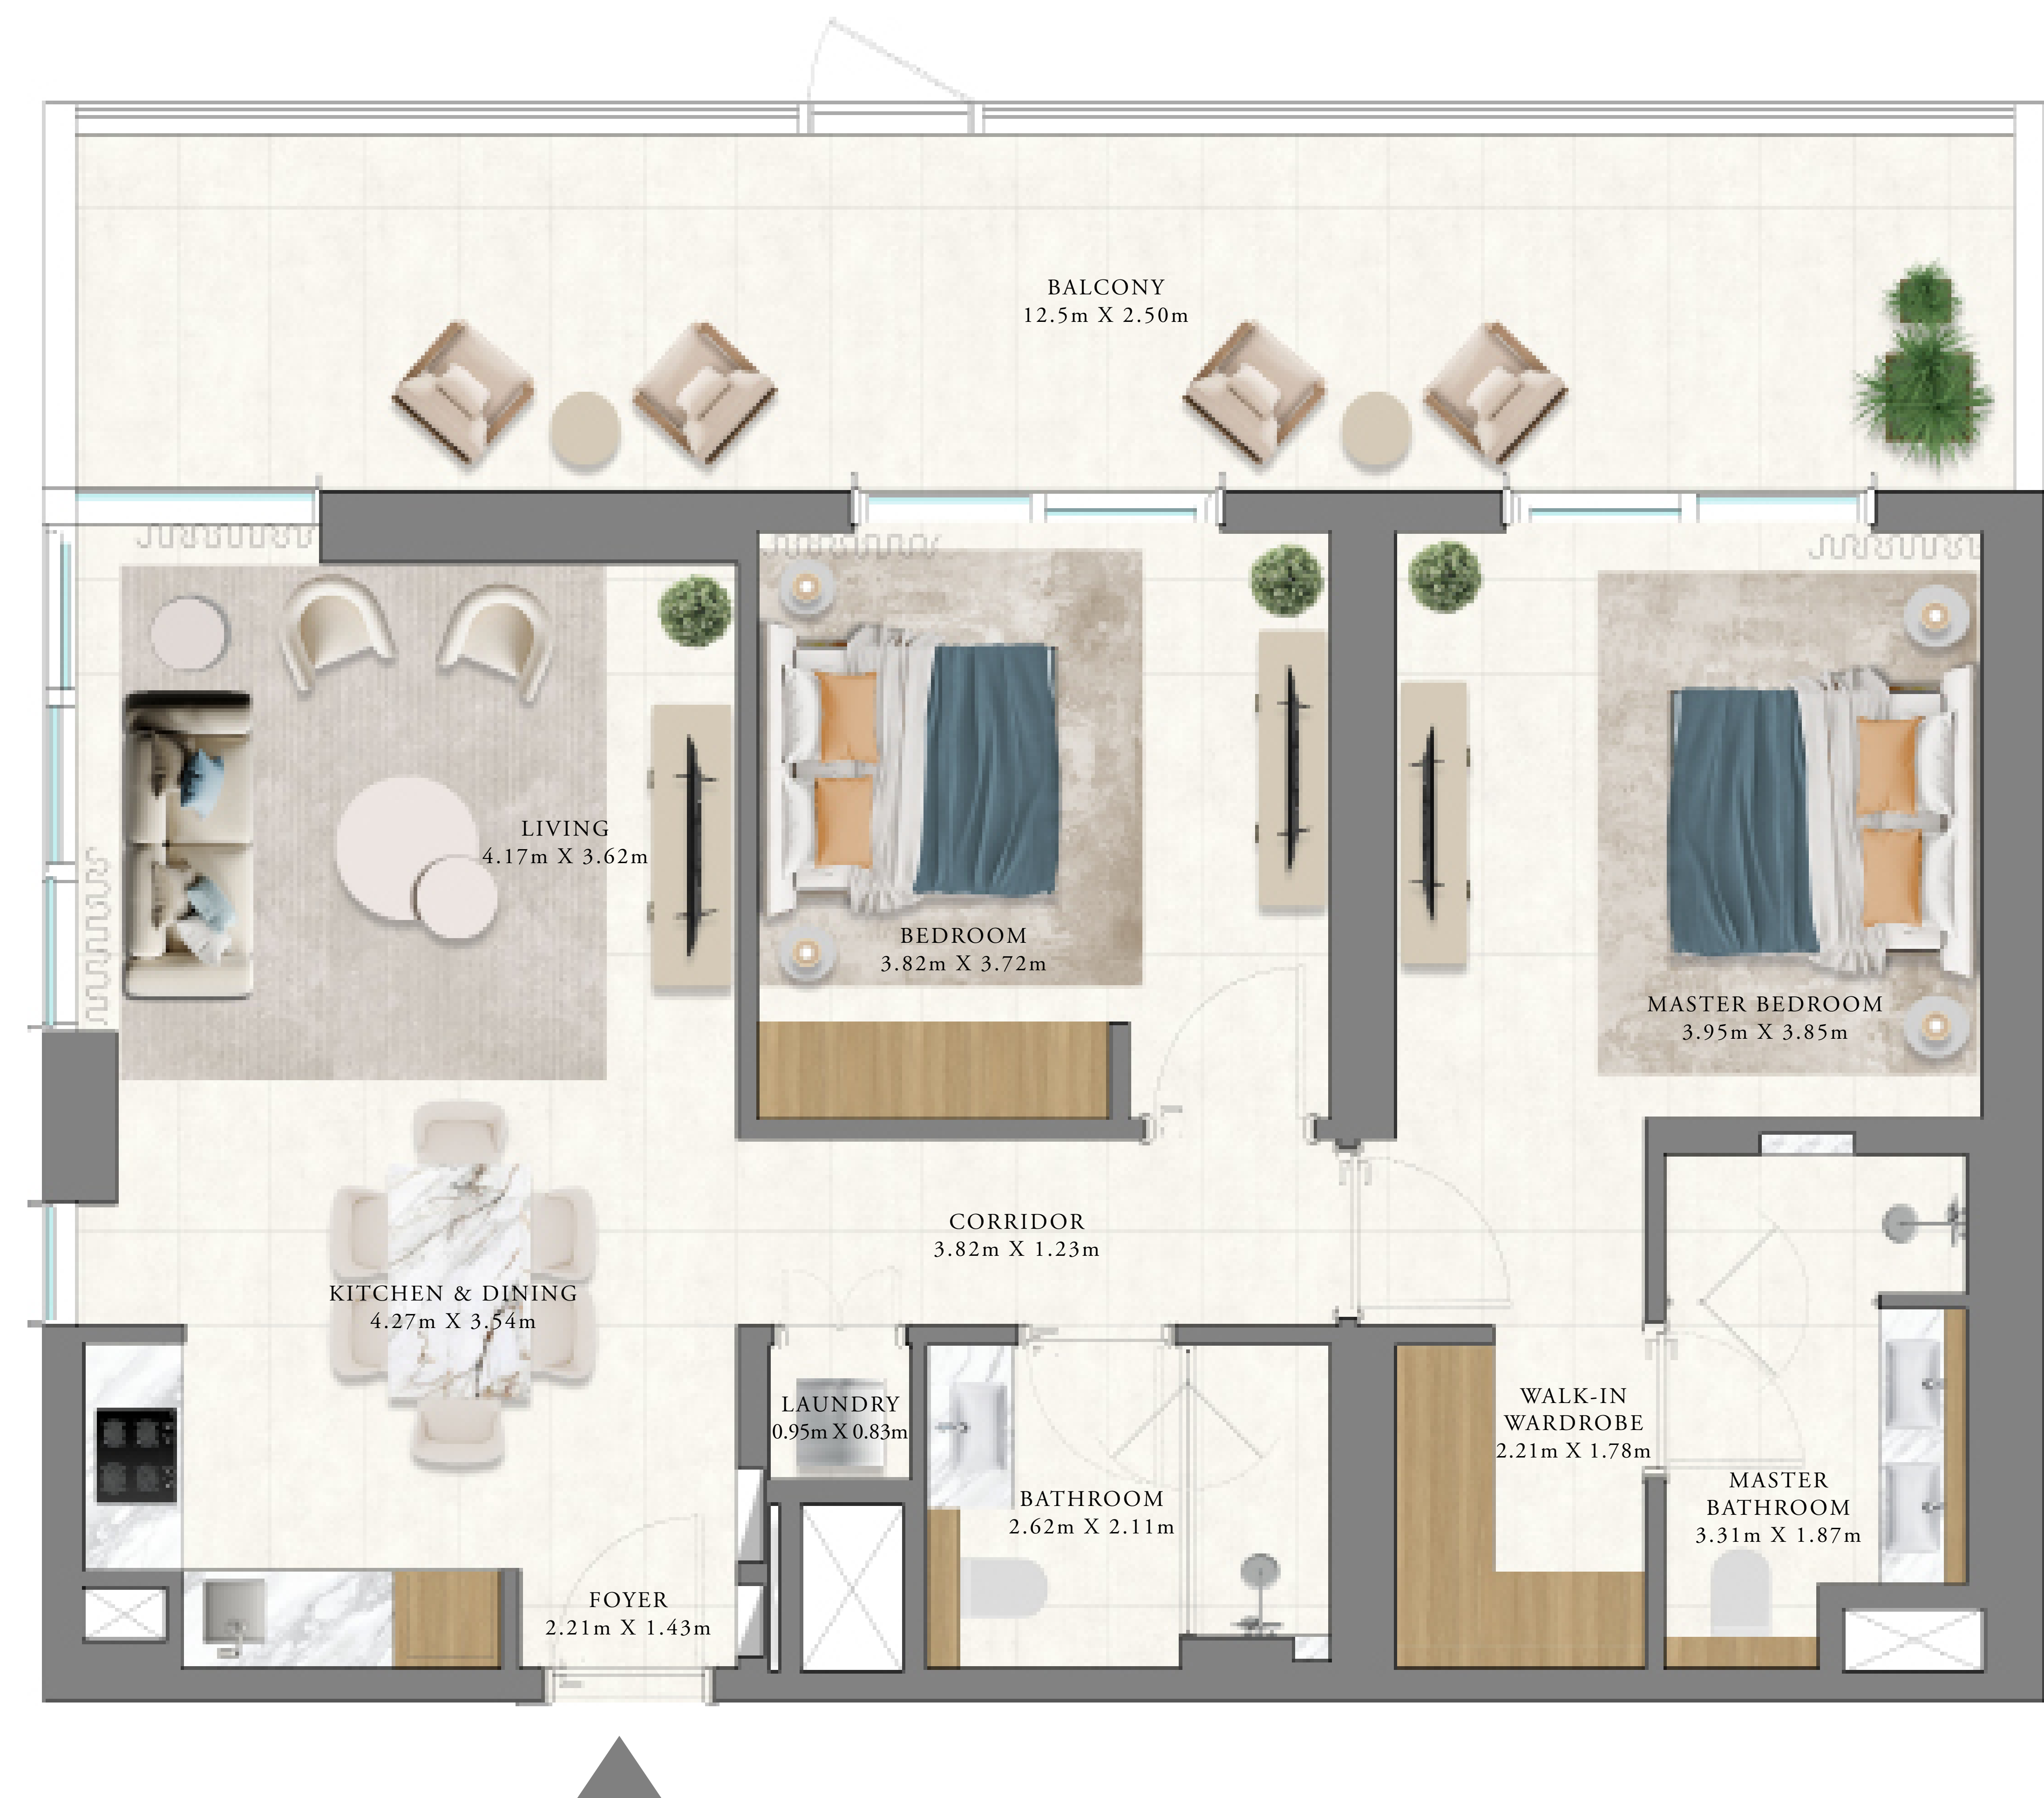 BALCONY
12.5m X 2.50m
LIVING
4.17m X 3.62m
BEDROOM
3.82m X 3.72m
MASTER BEDROOM
3.95m X 3.85m
CORRIDOR
3.82m X 1.23m
KITCHEN & DINING
4.27m X 3.54m
LAUNDRY
0.95m X 0.83m
WALK-IN
WARDROBE
2.21m X 1.78m
BATHROOM
2.62m X 2.11m
MASTER
BATHROOM
3.31m X 1.87m
FOYER
2.21m X 1.43m